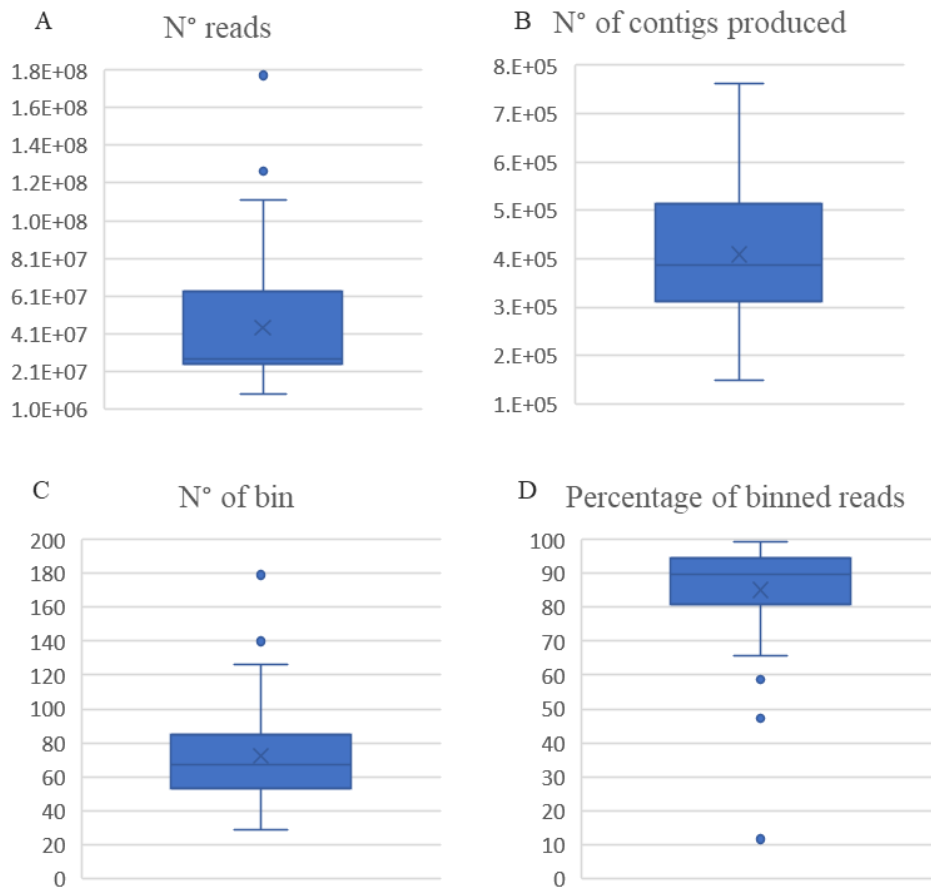 A
N° reads
1.8E+08
1.6E+08
1.4E+08
1.2E+08
1.0E+08
8.1E+07
6.1E+07
4.1E+07
2.1E+07
1.0E+06
B
N° of contigs produced
8.E+05
7.E+05
6.E+05
5.E+05
4.E+05
3.E+05
2.E+05
1.E+05
C
N° of bin
200
180
160
140
120
100
80
60
40
20
0
D
Percentage of binned reads
100
90
80
70
60
50
40
30
20
10
0